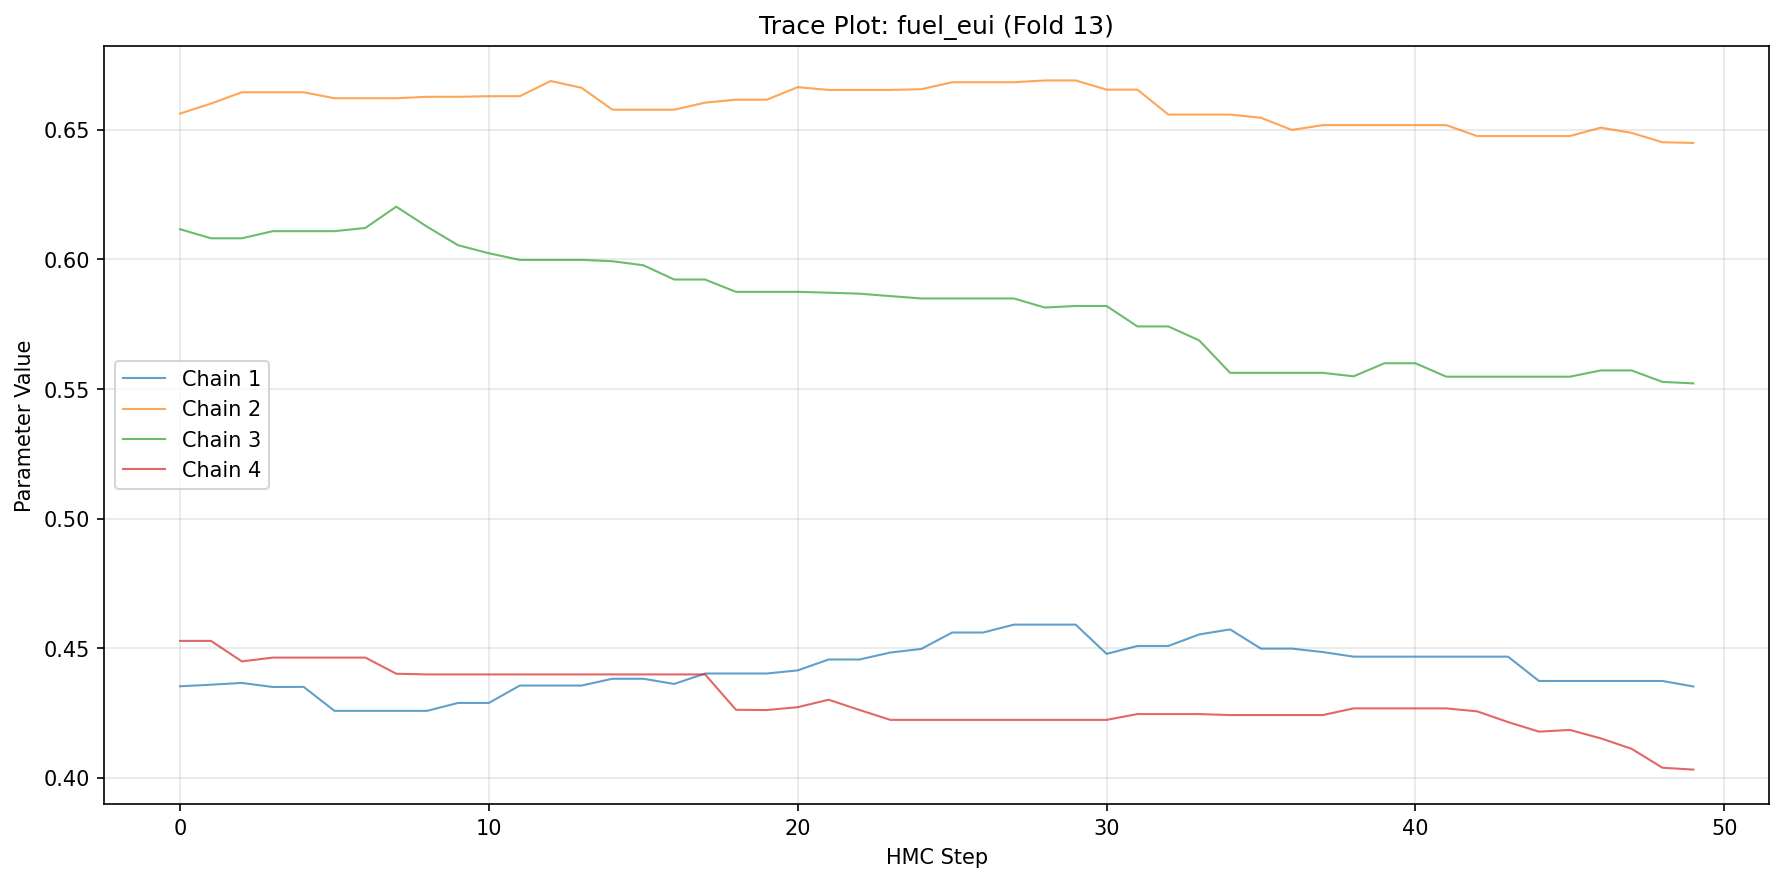 Trace Plot: fuel_eui (Fold 13)
Parameter Value
0.65
0.60
0.55
0.50
0.45
0.40
Chain 1
Chain 2
Chain 3
Chain 4
0 10 20 30 40 50
HMC Step